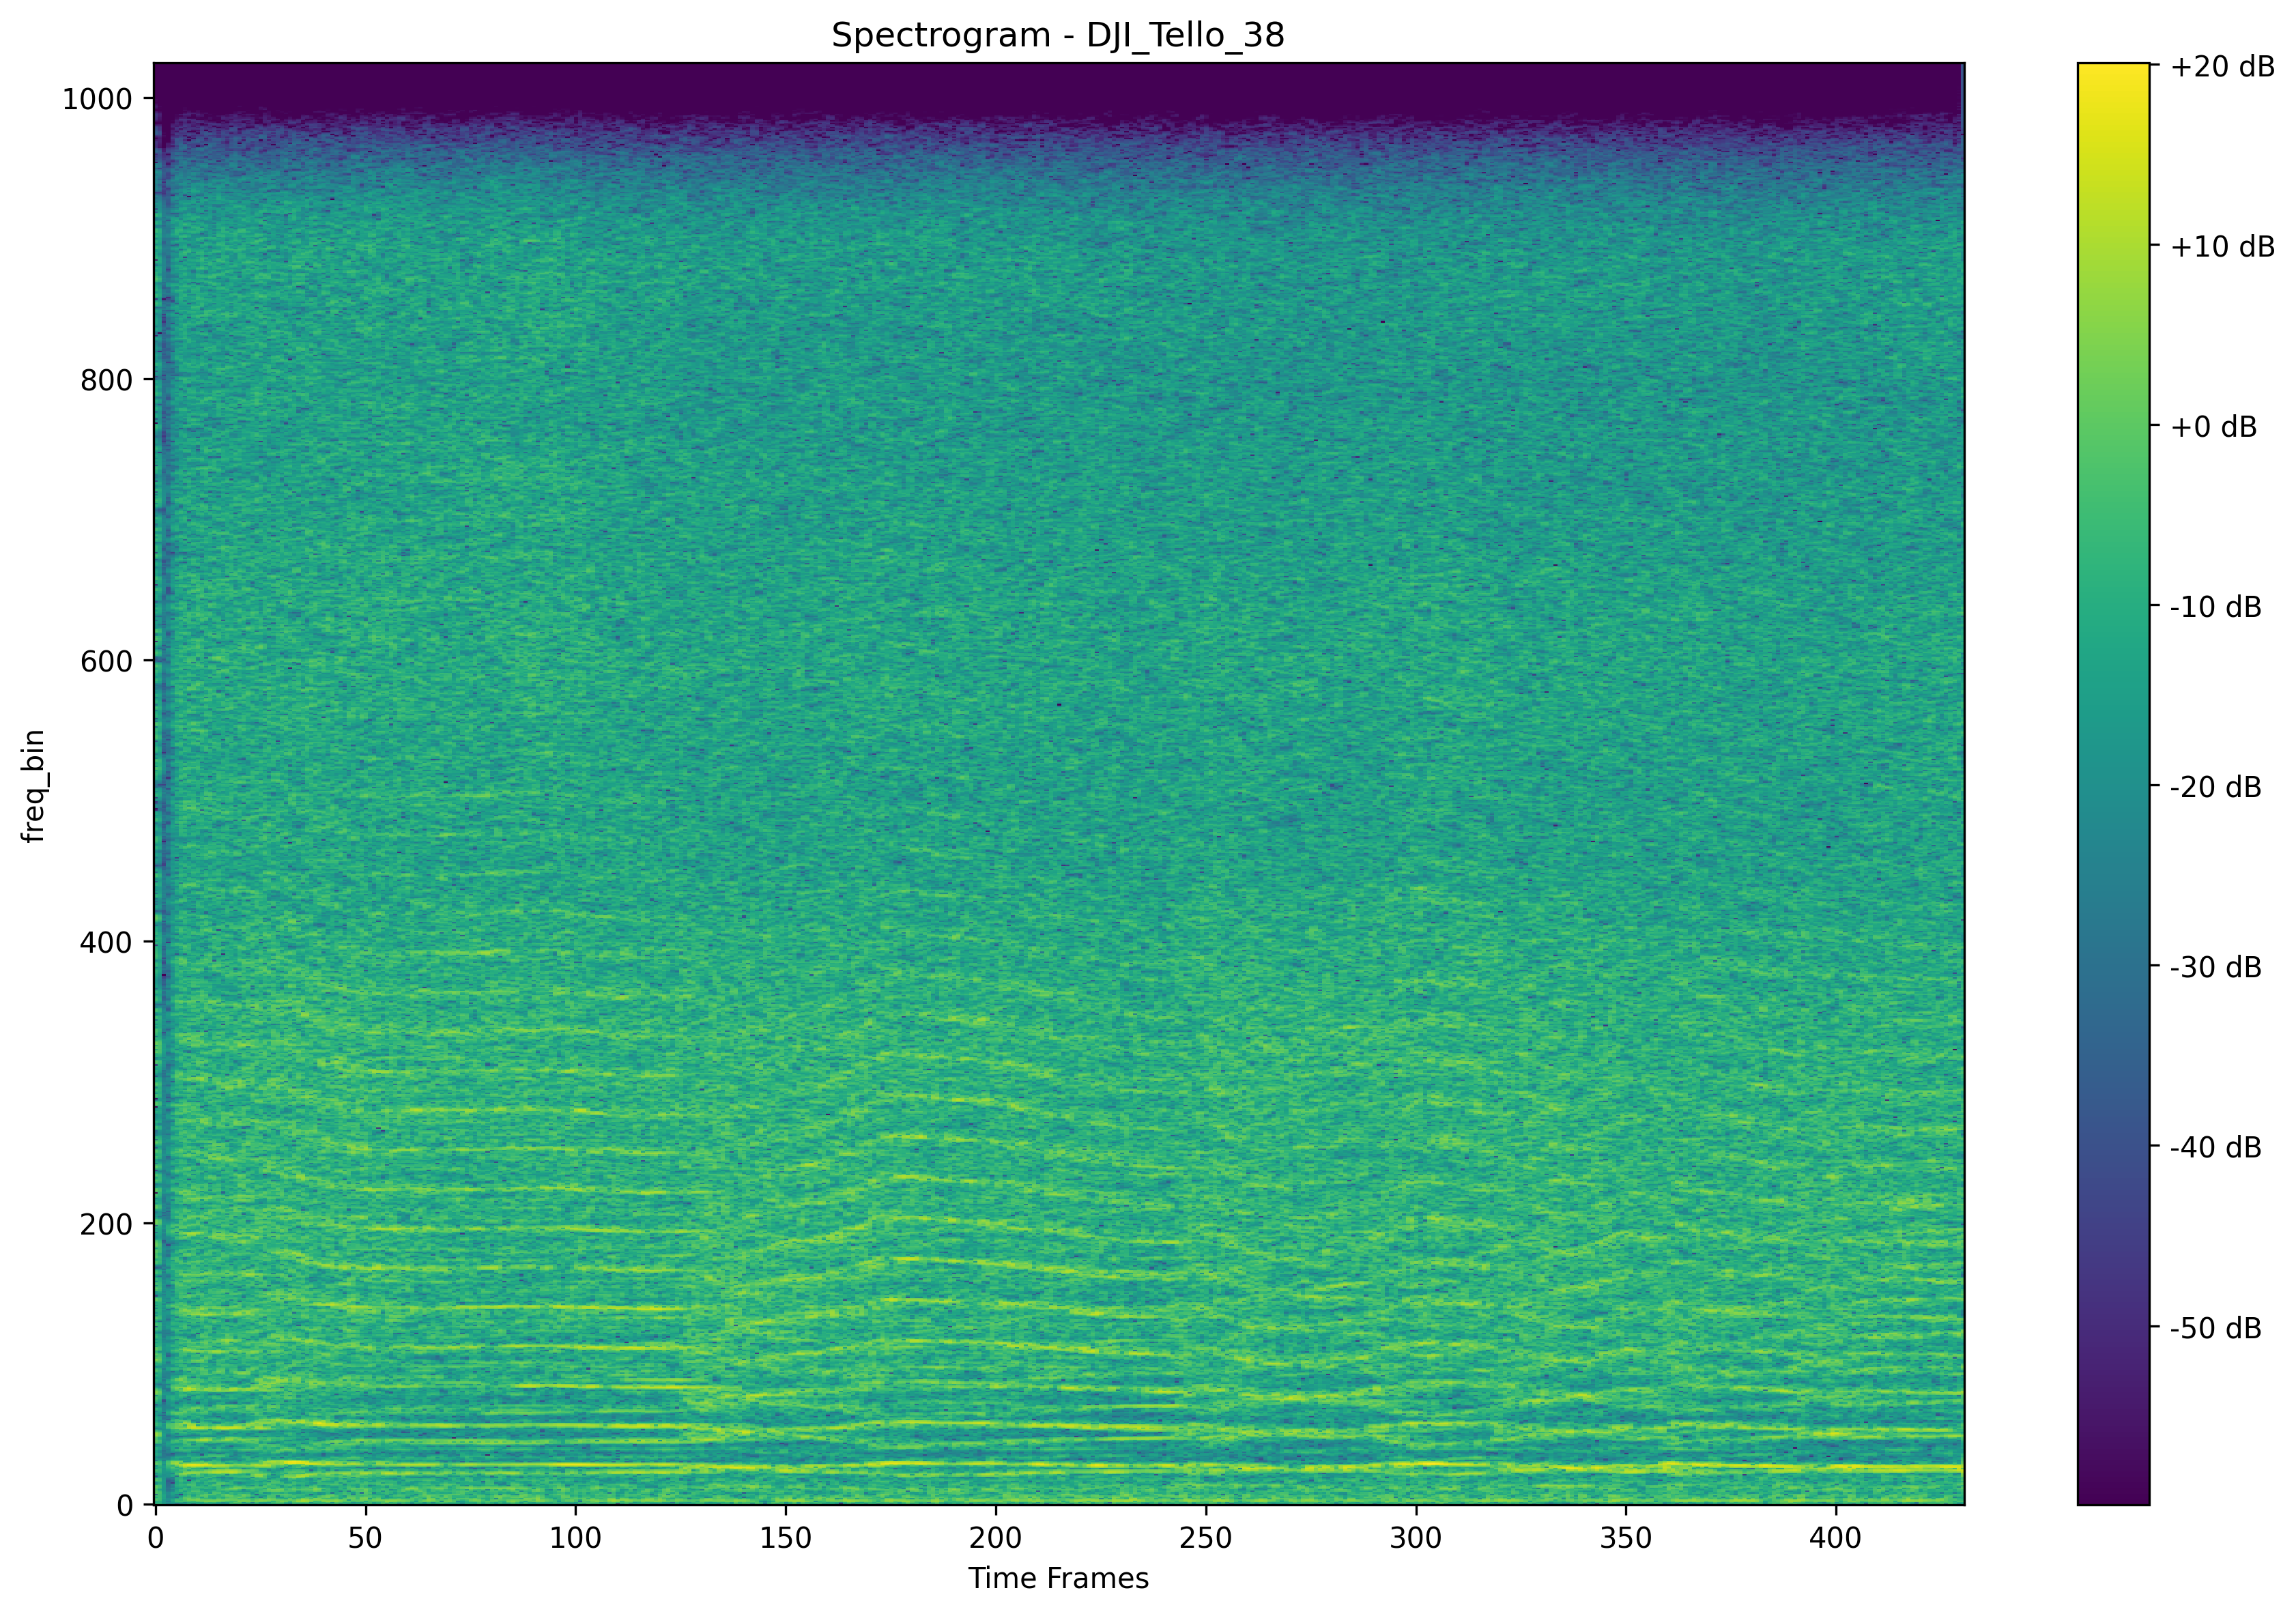 Spectrogram - DJI_Tello_38
freq_bin
1000
800
600
400
200
0
0 50 100 150 200 250 300 350 400
Time Frames
+20 dB
+10 dB
+0 dB
-10 dB
-20 dB
-30 dB
-40 dB
-50 dB